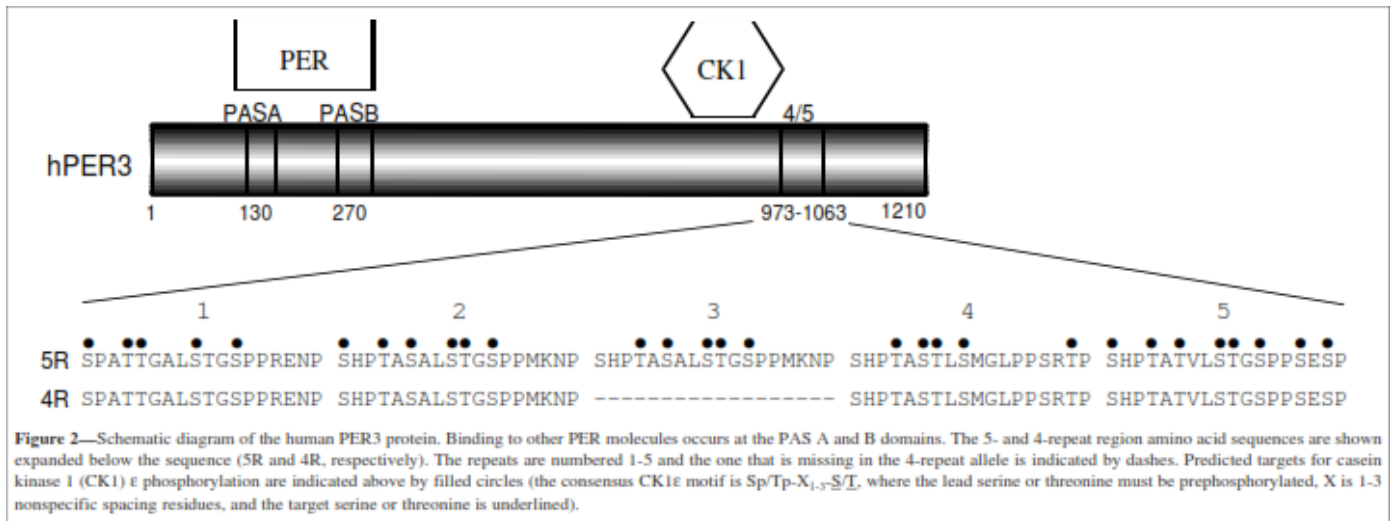 PER
CK1
PASA PASB 4/5
hPER3
1 130 270 973-1063 1210
1 2 3 4 5
5R SPATTGALSTGSPPRENP SHPTASALSTGSPPMKNP SHPTASALSTGSPPMKNP SHPTASTLSMGLPPSRTP SHPTATVLSTGSPPSESP
4R SPATTGALSTGSPPRENP SHPTASALSTGSPPMKNP ------------------ SHPTASTLSMGLPPSRTP SHPTATVLSTGSPPSESP
Figure 2—Schematic diagram of the human PER3 protein. Binding to other PER molecules occurs at the PAS A and B domains. The 5- and 4-repeat region amino acid sequences are shown
expanded below the sequence (5R and 4R, respectively). The repeats are numbered 1-5 and the one that is missing in the 4-repeat allele is indicated by dashes. Predicted targets for casein
kinase 1 (CK1) ε phosphorylation are indicated above by filled circles (the consensus CK1ε motif is Sp/Tp-X1-3-S/T, where the lead serine or threonine must be prephosphorylated, X is 1-3
nonspecific spacing residues, and the target serine or threonine is underlined).